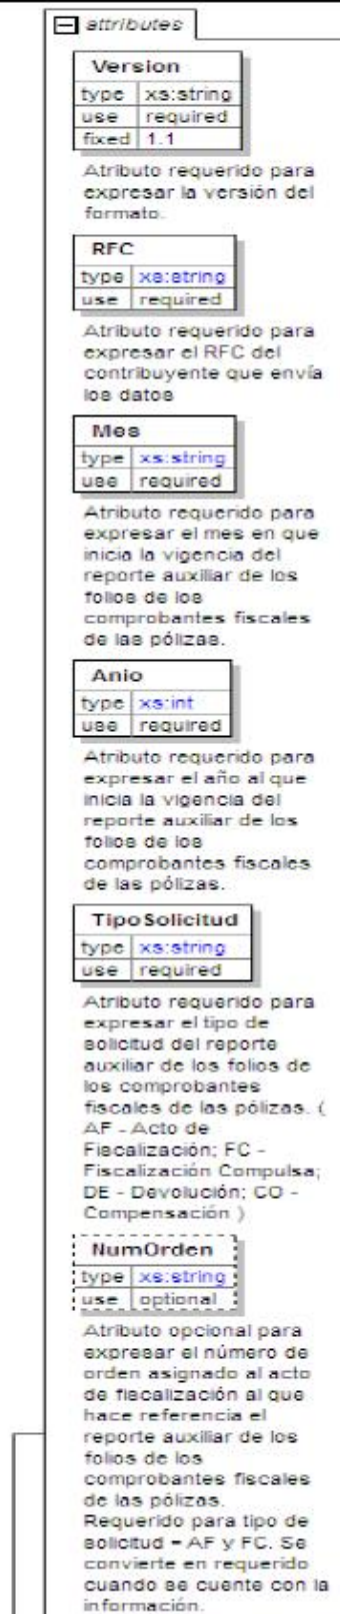 attributes
Version
type xs:string
use required
fixed 1.1
Atributo requerido para
expresar la versión del
formato.
RFC
type xs:string
use required
Atributo requerido para
expresar el RFC del
contribuyente que envía
los datos
Mes
type xs:string
use required
Atributo requerido para
expresar el mes en que
inicia la vigencia del
reporte auxiliar de los
folios de los
comprobantes fiscales
de las pólizas.
Anio
type xs:int
use required
Atributo requerido para
expresar el año al que
inicia la vigencia del
reporte auxiliar de los
folios de los
comprobantes fiscales
de las pólizas.
TipoSolicitud
type xs:string
use required
Atributo requerido para
expresar el tipo de
solicitud del reporte
auxiliar de los folios de
los comprobantes
fiscales de las pólizas. (
AF - Acto de
Fiscalización; FC -
Fiscalización Compulsa;
DE - Devolución; CO -
Compensación )
NumOrden
type xs:string
use optional
Atributo opcional para
expresar el número de
orden asignado al acto
de fiscalización al que
hace referencia el
reporte auxiliar de los
folios de los
comprobantes fiscales
de las pólizas.
Requerido para tipo de
solicitud = AF y FC. Se
convierte en requerido
cuando se cuente con la
información.